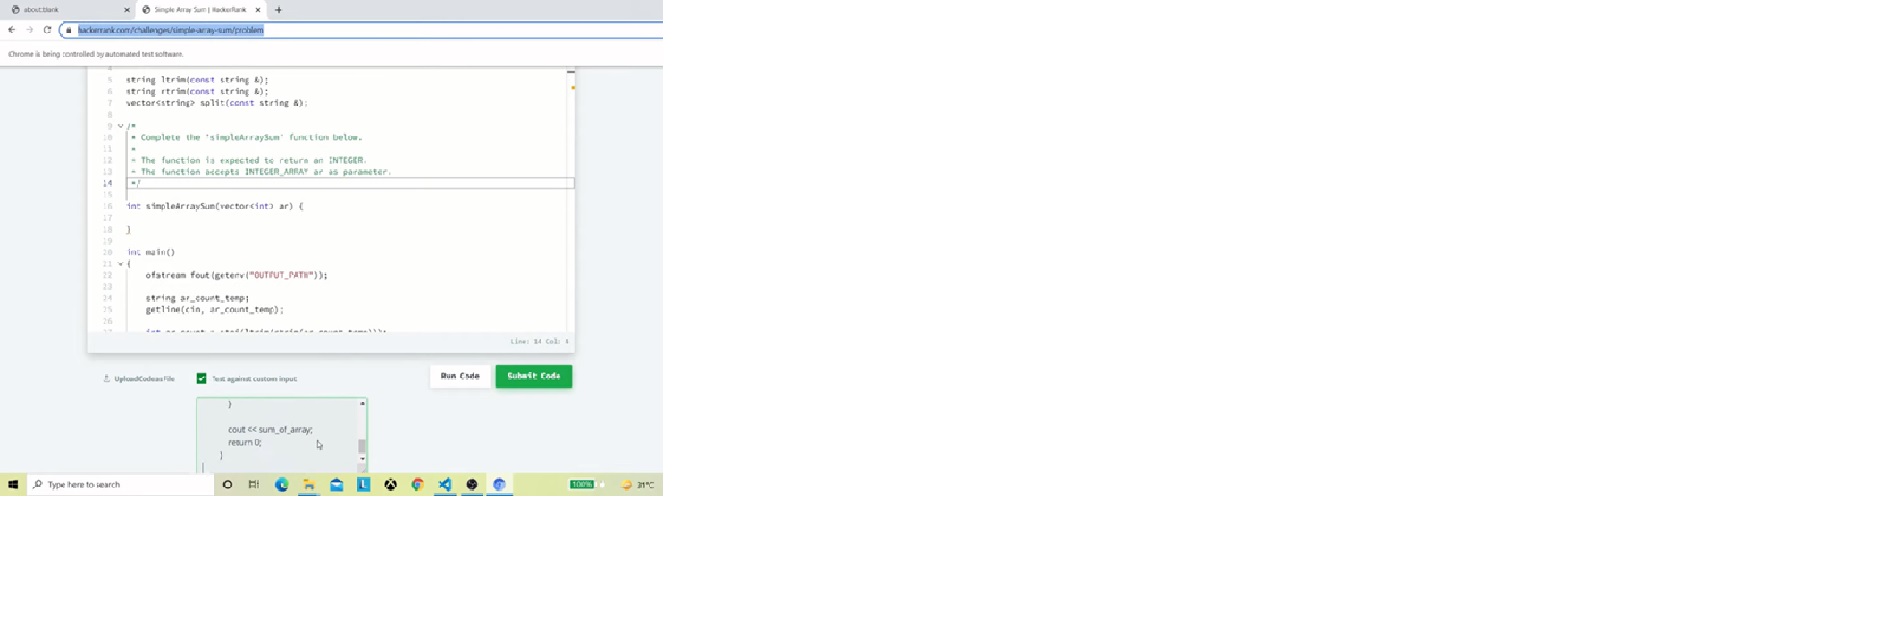 about:blank
Simple Array Sum | HackerRank
hackerrank.com/challenges/simple-array-sum/problem
Chrome is being controlled by automated test software.
5 string ltrim(const string &);
6 string rtrim(const string &);
7 vector<string> split(const string &);
8
9 /*
10 * Complete the 'simpleArraySum' function below.
11 *
12 * The function is expected to return an INTEGER.
13 * The function accepts INTEGER_ARRAY ar as parameter.
14 */
15
16 int simpleArraySum(vector<int> ar) {
17
18 }
19
20 int main()
21 {
22 ofstream fout(getenv("OUTPUT_PATH"));
23
24 string ar_count_temp;
25 getline(cin, ar_count_temp);
26
Line: 14 Col: 4
Upload Code as File
Test against custom input
Run Code
Submit Code
}
cout << sum_of_array;
return 0;
}
Type here to search
100%
31°C